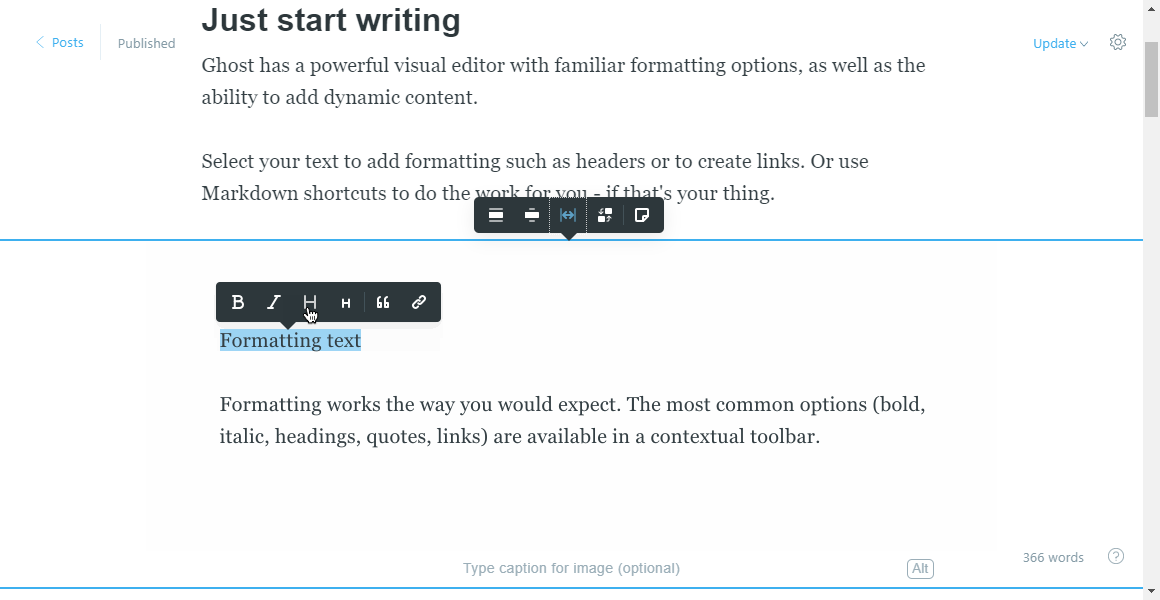 Just start writing
Posts
Published
Update
Ghost has a powerful visual editor with familiar formatting options, as well as the
ability to add dynamic content.
Select your text to add formatting such as headers or to create links. Or use
Markdown shortcuts to do the work for you - if that's your thing.
B I H H
Formatting text
Formatting works the way you would expect. The most common options (bold,
italic, headings, quotes, links) are available in a contextual toolbar.
Type caption for image (optional)
Alt
366 words
?